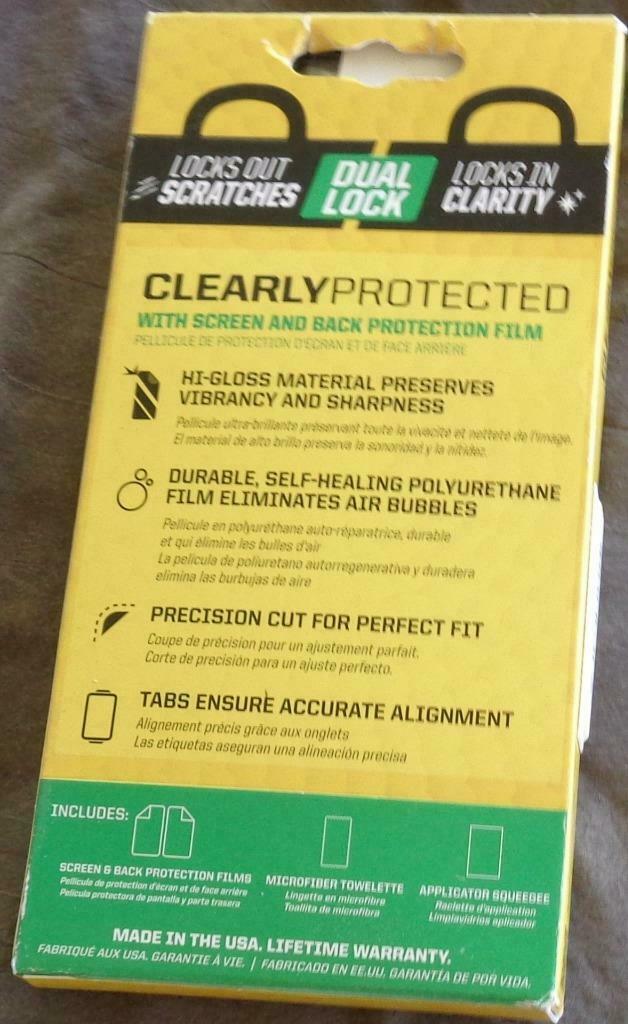 LOCKS OUT
SCRATCHES
DUAL
LOCK
LOCKS IN
CLARITY
CLEARLYPROTECTED
WITH SCREEN AND BACK PROTECTION FILM
PELLICULE DE PROTECTION D'ÉCRAN ET DE FACE ARRIÈRE
HI-GLOSS MATERIAL PRESERVES
VIBRANCY AND SHARPNESS
Pellicule ultra-brillante préservant toute la vivacité et netteté de l'image.
El material de alto brillo preserva la sonoridad y la nitidez.
DURABLE, SELF-HEALING POLYURETHANE
FILM ELIMINATES AIR BUBBLES
Pellicule en polyuréthane auto-réparatrice, durable
et qui élimine les bulles d'air
La película de poliuretano autorregenerativa y duradera
elimina las burbujas de aire
PRECISION CUT FOR PERFECT FIT
Coupe de précision pour un ajustement parfait.
Corte de precisión para un ajuste perfecto.
TABS ENSURE ACCURATE ALIGNMENT
Alignement précis grâce aux onglets
Las etiquetas aseguran una alineación precisa
INCLUDES:
SCREEN & BACK PROTECTION FILMS
Pellicule de protection d'écran et de face arrière
Película protectora de pantalla y parte trasera
MICROFIBER TOWELETTE
Lingette en microfibre
Toallita de microfibra
APPLICATOR SQUEEGEE
Raclette d'application
Limpiavidrios aplicador
MADE IN THE USA. LIFETIME WARRANTY.
FABRIQUÉ AUX USA. GARANTIE À VIE. | FABRICADO EN EE.UU. GARANTÍA DE POR VIDA.